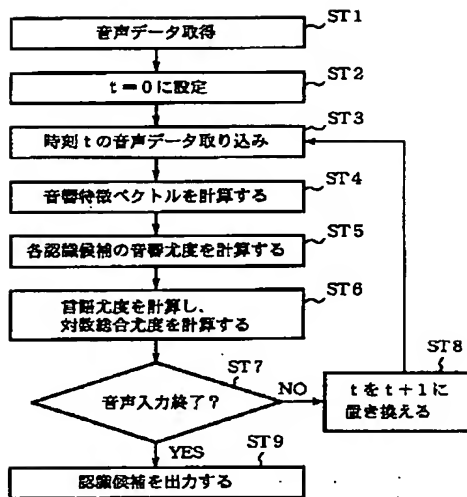 ST1
音声データ取得
ST2
t=0に設定
ST3
時刻tの音声データ取り込み
ST4
音響特徴ベクトルを計算する
ST5
各認識候補の音響尤度を計算する
ST6
言語尤度を計算し、
対数総合尤度を計算する
ST7
音声入力終了?
NO
ST8
tをt+1に
置き換える
YES
ST9
認識候補を出力する